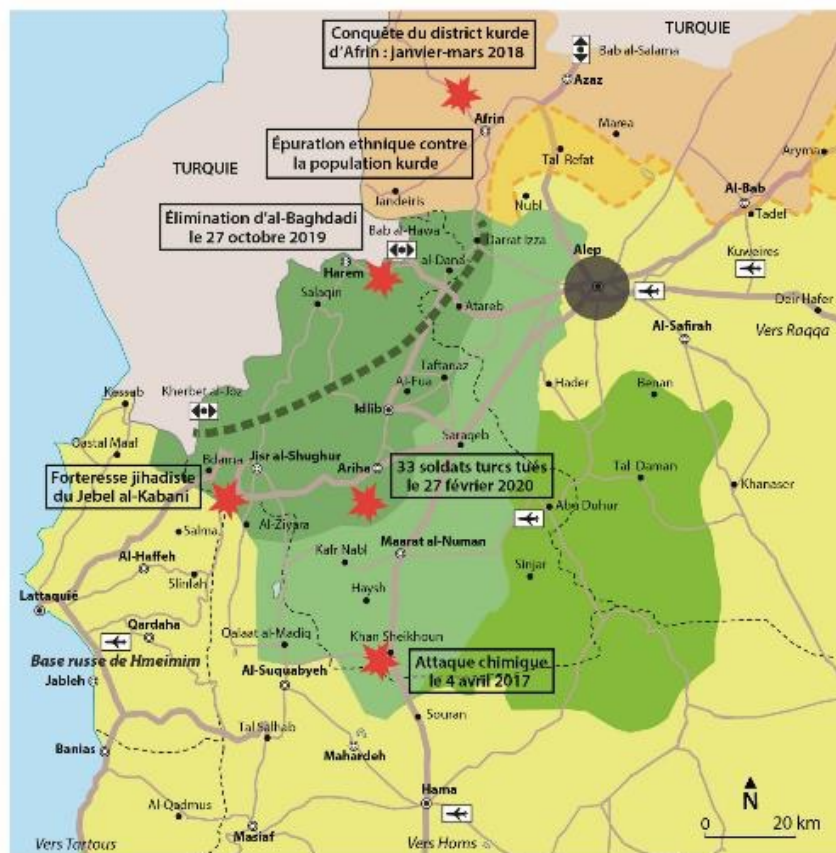 Conquête du district kurde
d'Afrin : janvier-mars 2018
TURQUIE
Bab al-Salama
Azaz
Afrin
Marea
Épuration ethnique contre
la population kurde
TURQUIE
Tal Refat
Aryma
Jandeiris
Nubl
Al-Bab
Tadef
Élimination d'al-Baghdadi
le 27 octobre 2019
Bab al-Hawa
Darrat Izza
Alep
Kuweires
Harem
al-Dana
Salaqin
Atareb
Deir Hafer
Vers Raqqa
Al-Safirah
Taftanaz
Kessab
Kherbet al-Joz
Al-Fua
Hader
Benan
Idlib
Qastal Maaf
Saraqeb
Bdama
Jisr al-Shughur
Ariha
33 soldats turcs tués
le 27 février 2020
Tal Daman
Khanaser
Forteresse jihadiste
du Jebel al-Kabani
Abu Duhur
Al-Ziyara
Salma
Maarat al-Numan
Al-Haffeh
Kafr Nabl
Sinjar
Slinfah
Haysh
Lattaquié
Qardaha
Qalaat al-Madiq
Khan Sheikhoun
Base russe de Hmeimim
Attaque chimique
le 4 avril 2017
Jableh
Al-Suquabyeh
Souran
Tal Salhab
Banias
Mahardeh
Hama
N
Al-Qadmus
0 20 km
Masiaf
Vers Tartous
Vers Homs